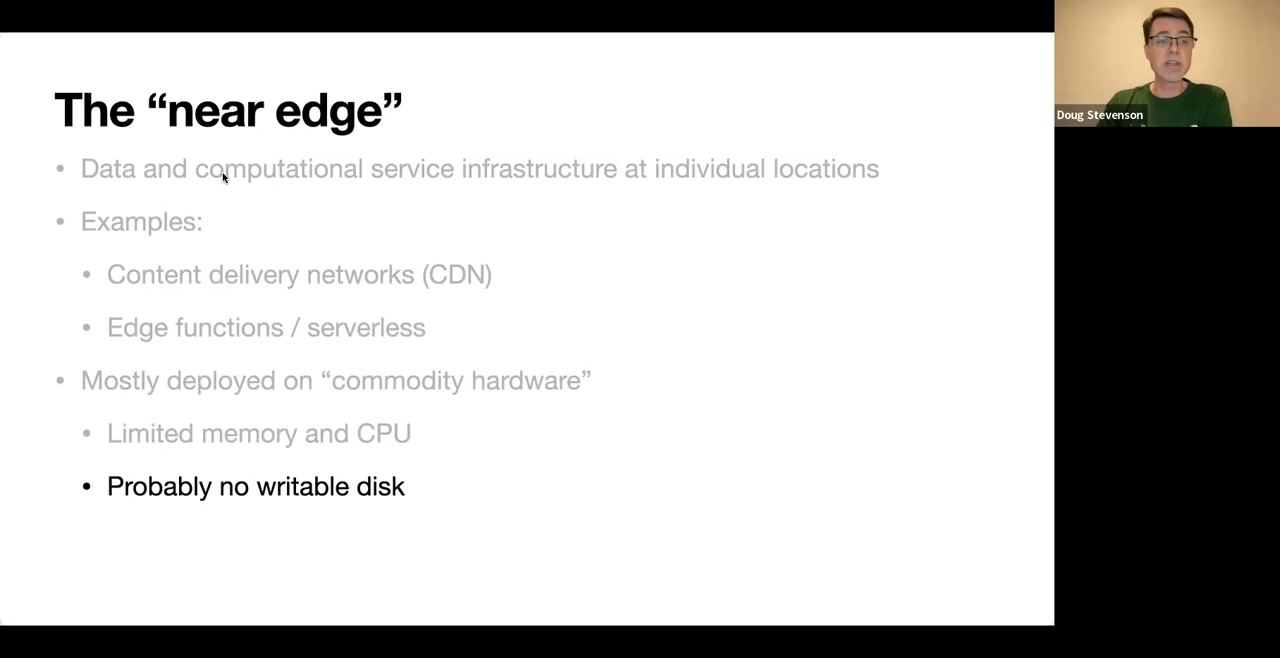 The “near edge”
• Data and computational service infrastructure at individual locations
• Examples:
• Content delivery networks (CDN)
• Edge functions / serverless
• Mostly deployed on “commodity hardware”
• Limited memory and CPU
• Probably no writable disk
Doug Stevenson